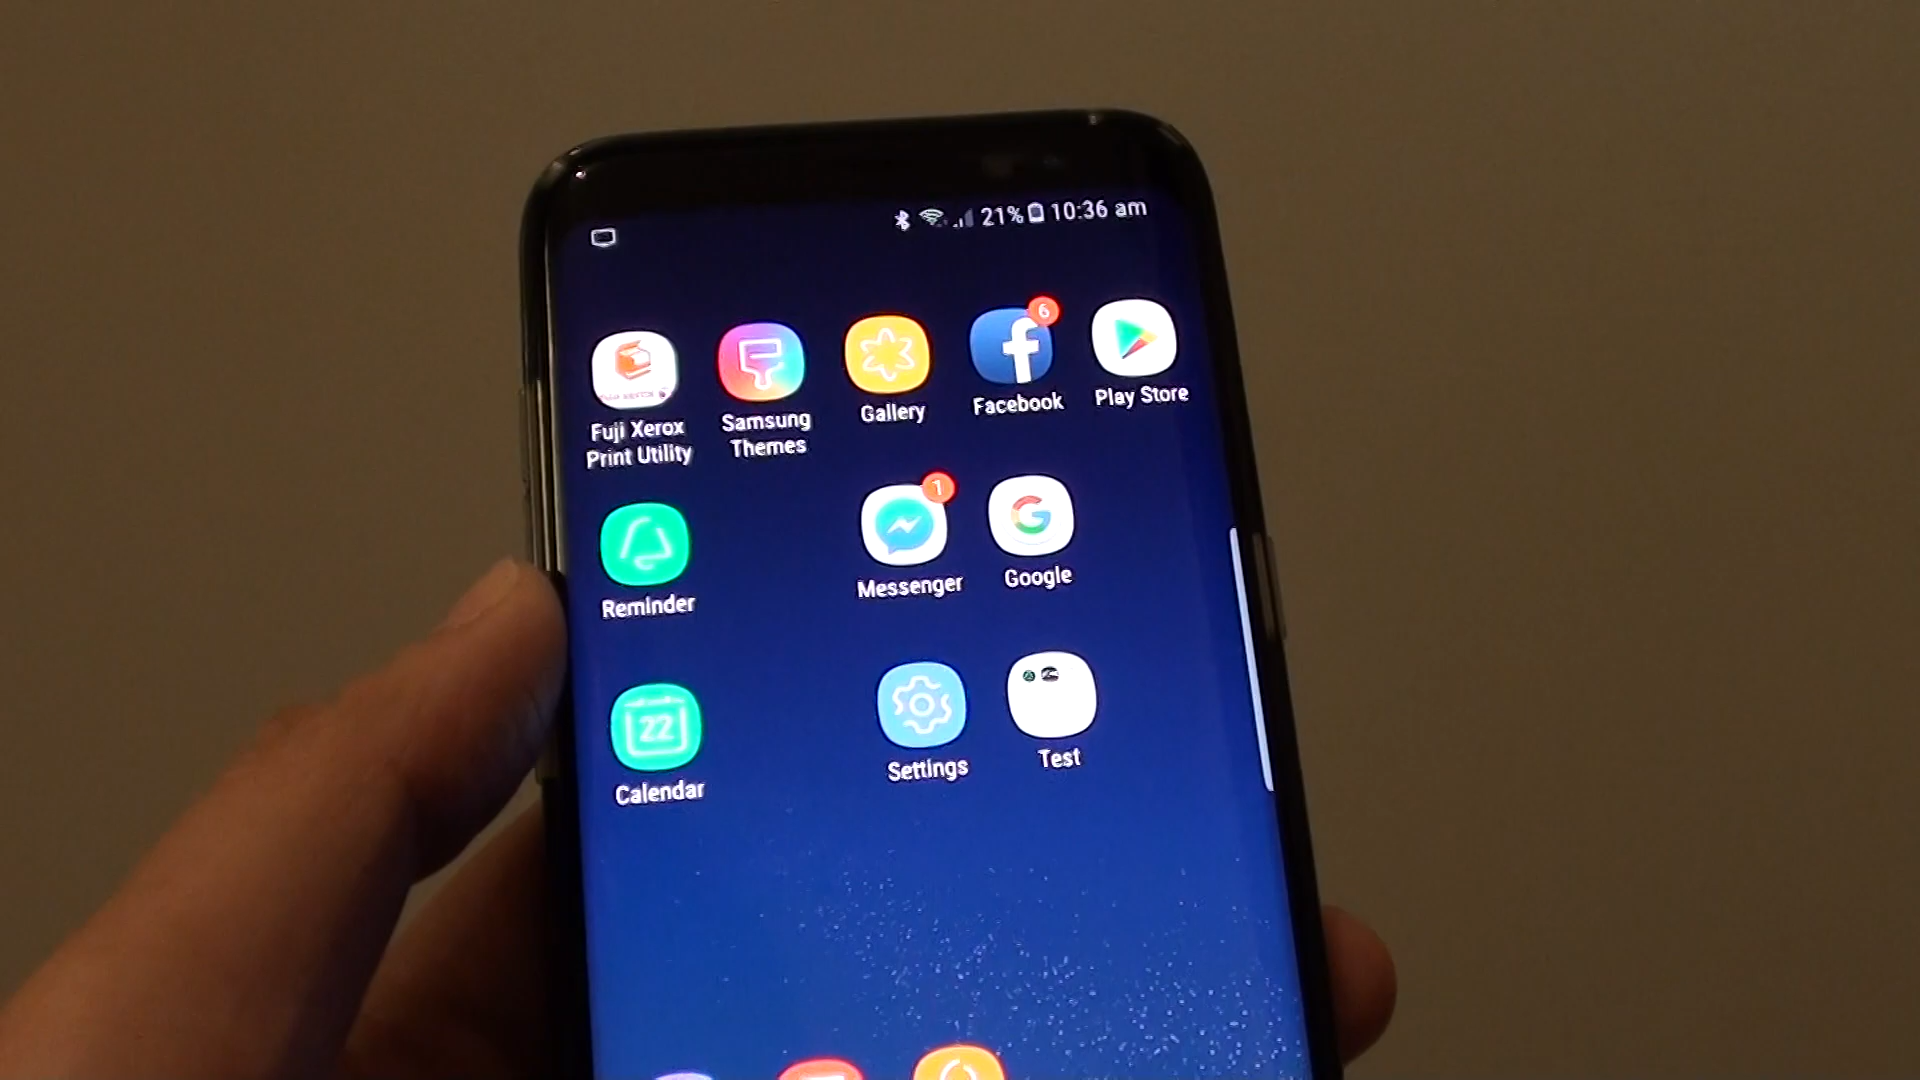 21% 10:36 am
Fuji Xerox
Print Utility
Samsung
Themes
Gallery
6
Facebook
Play Store
Reminder
1
Messenger
G
Google
22
Calendar
Settings
Test